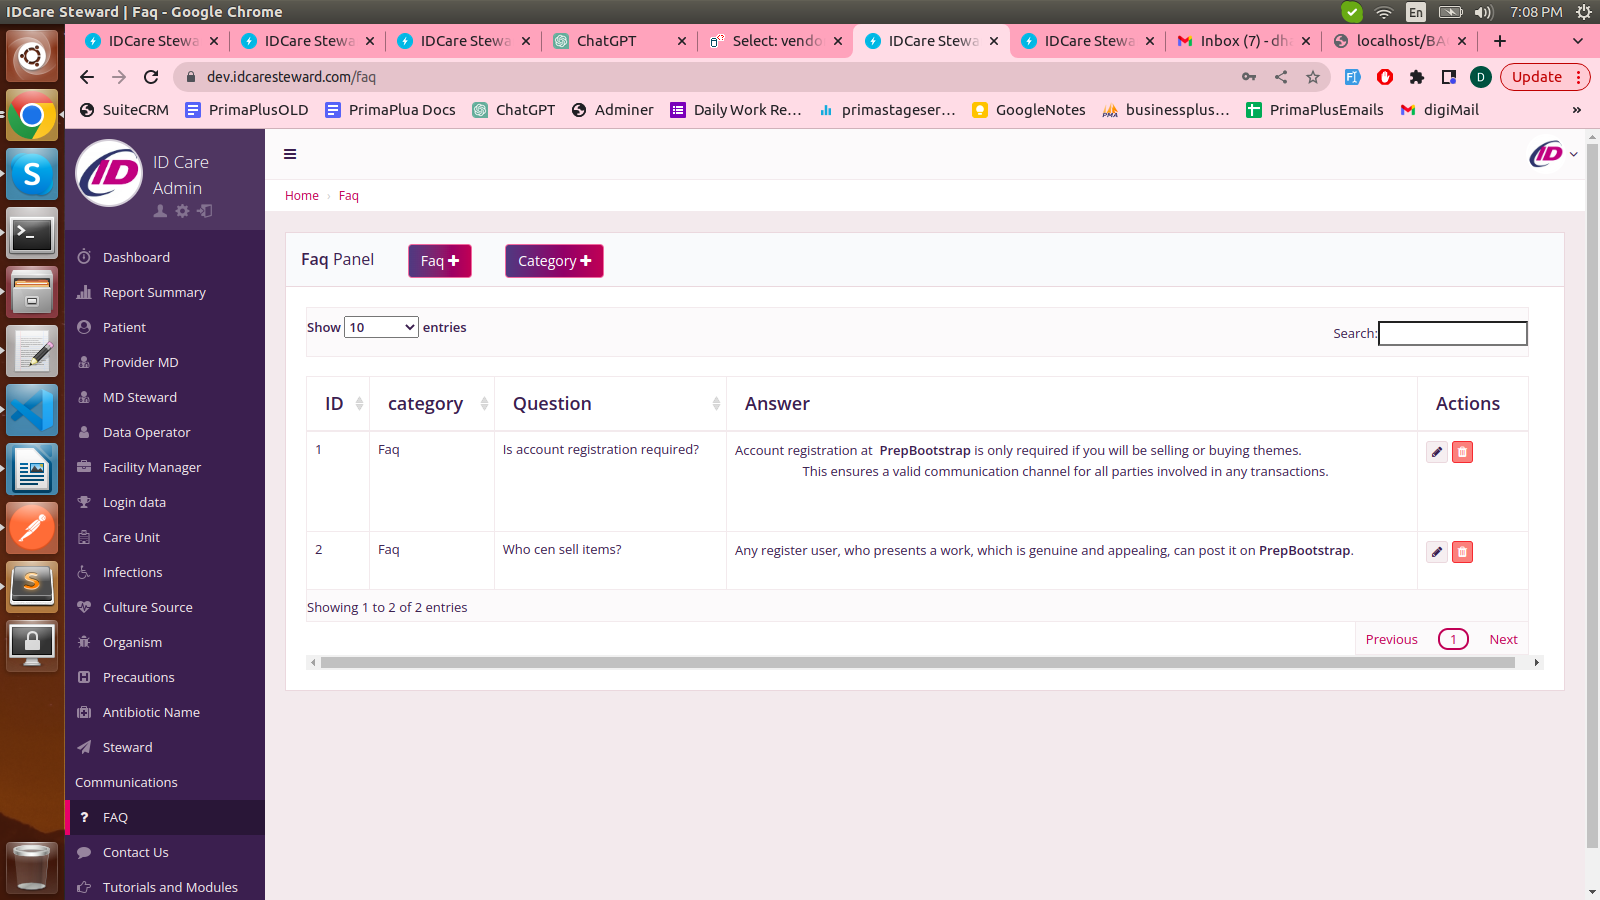 IDCare Steward | Faq - Google Chrome
En
7:08 PM
IDCare Stewa
IDCare Stewa
IDCare Stewa
ChatGPT
Select: vendo
IDCare Stewa
IDCare Stewa
Inbox (7) - dha
localhost/BAC
dev.idcaresteward.com/faq
D
Update
SuiteCRM
PrimaPlusOLD
PrimaPlua Docs
ChatGPT
Adminer
Daily Work Re...
primastageser...
GoogleNotes
businessplus...
PrimaPlusEmails
digiMail
»
ID
ID Care
Admin
Dashboard
Report Summary
Patient
Provider MD
MD Steward
Data Operator
Facility Manager
Login data
Care Unit
Infections
Culture Source
Organism
Precautions
Antibiotic Name
Steward
Communications
FAQ
Contact Us
Tutorials and Modules
ID
Home › Faq
Faq Panel
Faq +
Category +
Show 10 entries
Search:
ID category Question Answer Actions
1 Faq Is account registration required? Account registration at PrepBootstrap is only required if you will be selling or buying themes.
This ensures a valid communication channel for all parties involved in any transactions.
2 Faq Who cen sell items? Any register user, who presents a work, which is genuine and appealing, can post it on PrepBootstrap.
Showing 1 to 2 of 2 entries
Previous 1 Next